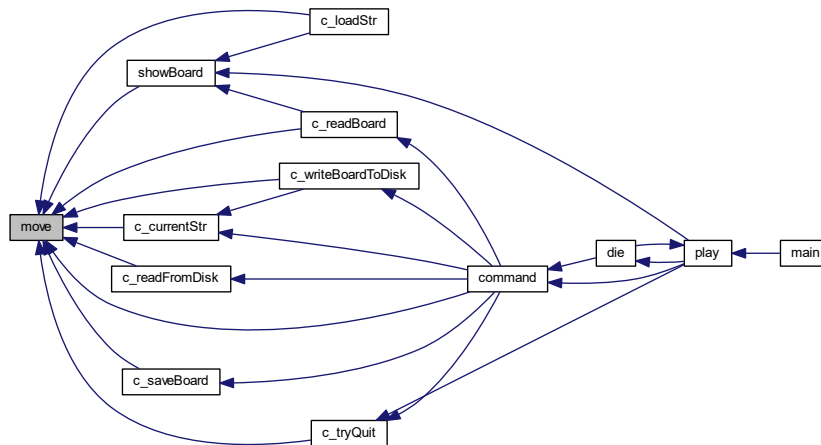 c_loadStr
showBoard
c_readBoard
c_writeBoardToDisk
move
c_currentStr
die
play
main
c_readFromDisk
command
c_saveBoard
c_tryQuit